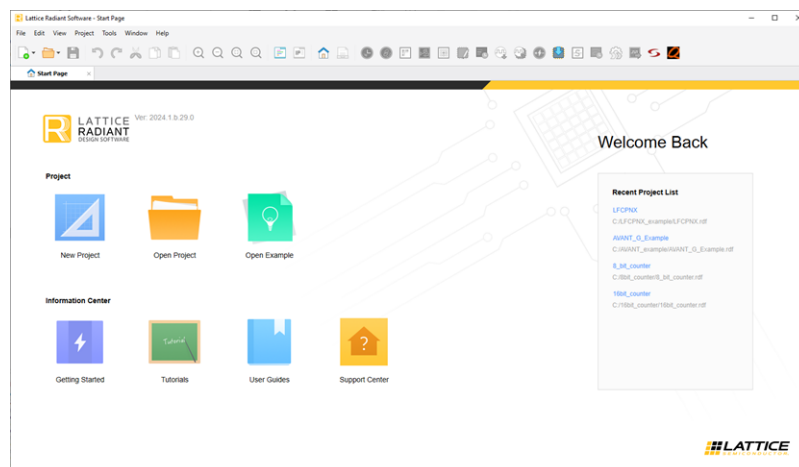 Lattice Radiant Software - Start Page
File Edit View Project Tools Window Help
Start Page
LATTICE
RADIANT
DESIGN SOFTWARE
Ver: 2024.1.b.29.0
Welcome Back
Project
New Project
Open Project
Open Example
Recent Project List
LFCPNX
C:/LFCPNX_example/LFCPNX.rdf
AVANT_G_Example
C:/AVANT_example/AVANT_G_Example.rdf
8_bit_counter
C:/8bit_counter/8_bit_counter.rdf
16bit_counter
C:/16bit_counter/16bit_counter.rdf
Information Center
Tutorial
?
Getting Started
Tutorials
User Guides
Support Center
LATTICE
SEMICONDUCTOR